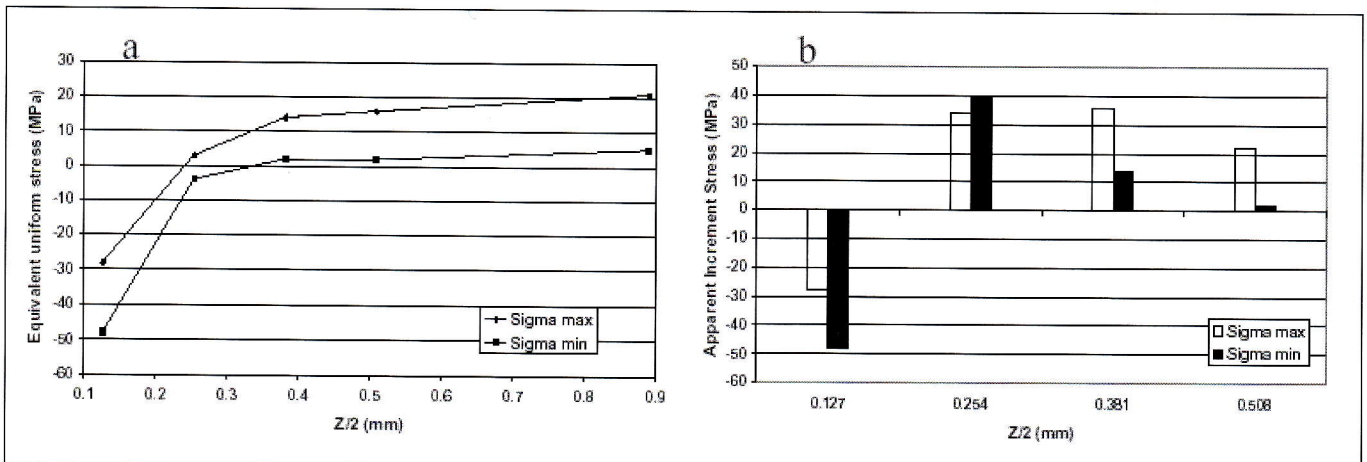 a
Equivalent uniform stress (MPa)
30
20
10
0
-10
-20
-30
-40
-50
-60
0.1 0.2 0.3 0.4 0.5 0.6 0.7 0.8 0.9
Z/2 (mm)
Sigma max
Sigma min
b
Apparent Increment Stress (MPa)
50
40
30
20
10
0
-10
-20
-30
-40
-50
-60
0.127 0.254 0.381 0.508
Z/2 (mm)
Sigma max
Sigma min